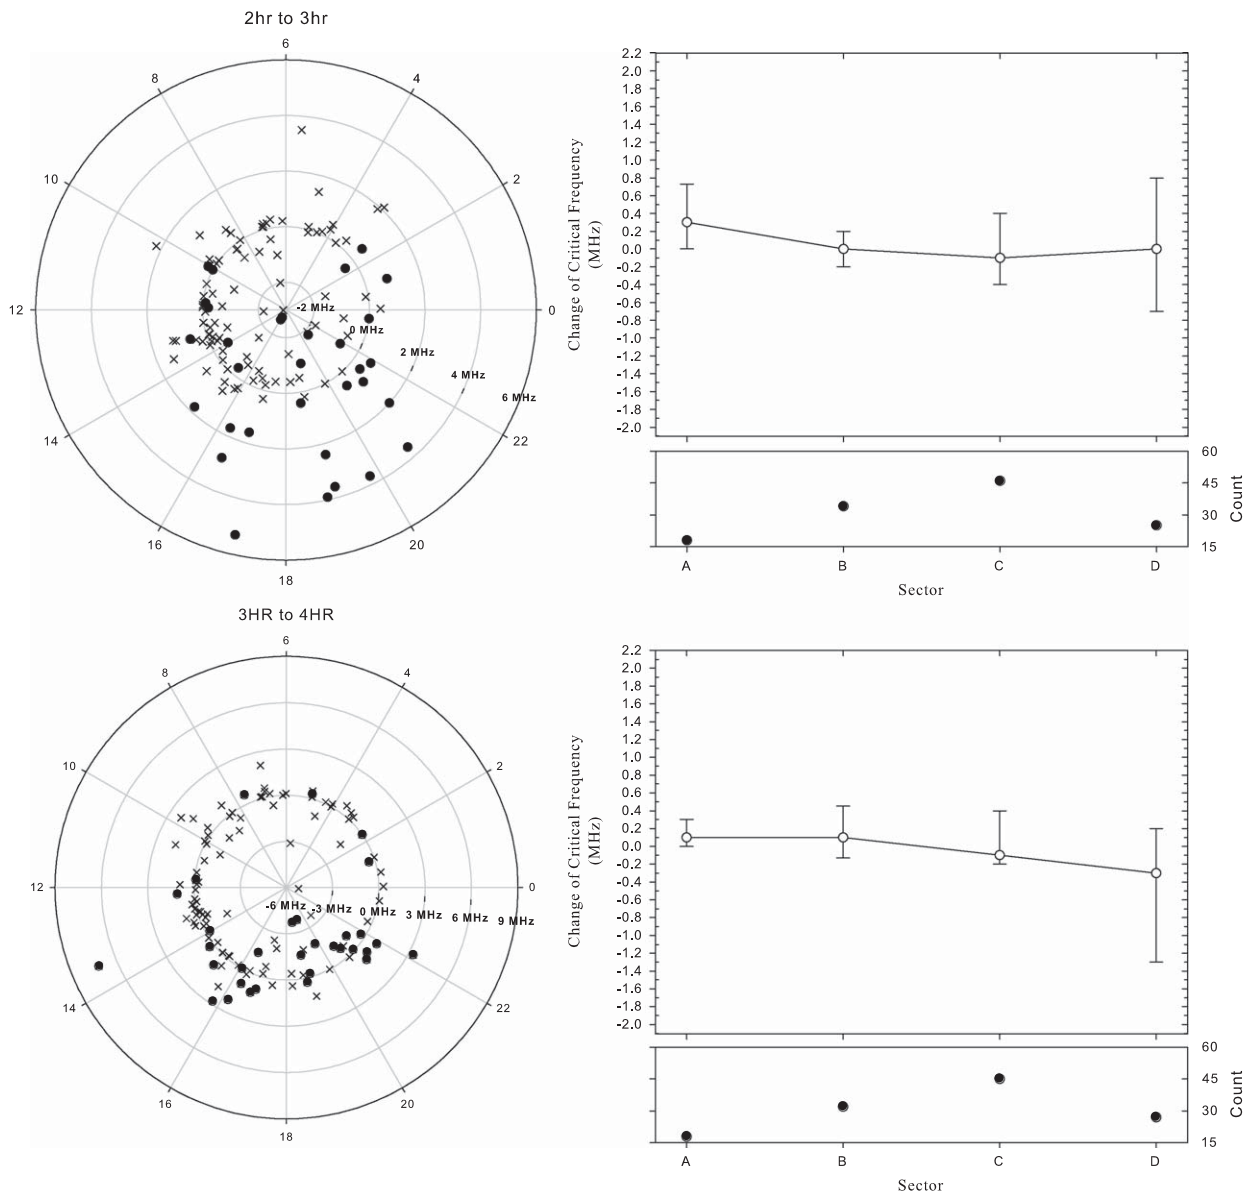 2hr to 3hr
6
8
4
10
2
12
0
14
22
16
20
18
-2 MHz
0 MHz
2 MHz
4 MHz
6 MHz
Change of Critical Frequency
(MHz)
2.2
2.0
1.8
1.6
1.4
1.2
1.0
0.8
0.6
0.4
0.2
0.0
-0.2
-0.4
-0.6
-0.8
-1.0
-1.2
-1.4
-1.6
-1.8
-2.0
60
45
30
15
Count
A
B
C
D
Sector
3HR to 4HR
6
8
4
10
2
12
0
14
22
16
20
18
-6 MHz
-3 MHz
0 MHz
3 MHz
6 MHz
9 MHz
Change of Critical Frequency
(MHz)
2.2
2.0
1.8
1.6
1.4
1.2
1.0
0.8
0.6
0.4
0.2
0.0
-0.2
-0.4
-0.6
-0.8
-1.0
-1.2
-1.4
-1.6
-1.8
-2.0
60
45
30
15
Count
A
B
C
D
Sector